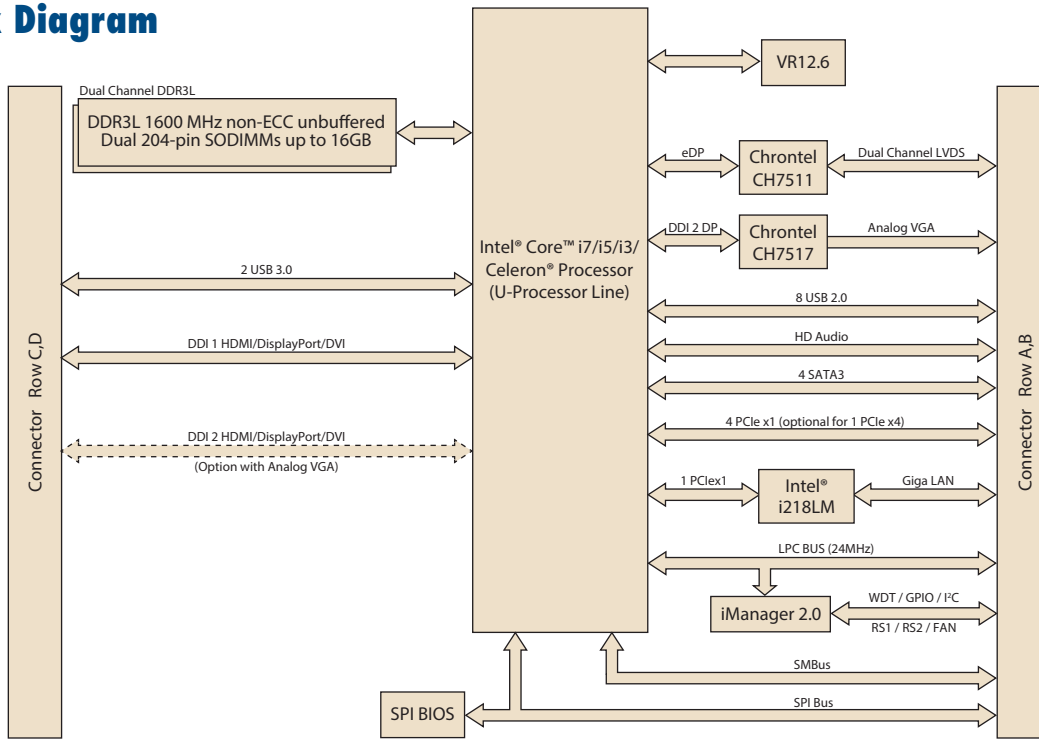 Diagram
VR12.6
Dual Channel DDR3L
DDR3L 1600 MHz non-ECC unbuffered
Dual 204-pin SODIMMs up to 16GB
eDP
Chrontel
CH7511
Dual Channel LVDS
DDI 2 DP
Chrontel
CH7517
Analog VGA
Intel® Core™ i7/i5/i3/
Celeron® Processor
(U-Processor Line)
2 USB 3.0
8 USB 2.0
HD Audio
DDI 1 HDMI/DisplayPort/DVI
4 SATA3
4 PCIe x1 (optional for 1 PCIe x4)
DDI 2 HDMI/DisplayPort/DVI
(Option with Analog VGA)
Connector Row C,D
Connector Row A,B
1 PCIex1
Intel®
i218LM
Giga LAN
LPC BUS (24MHz)
iManager 2.0
WDT / GPIO / I²C
RS1 / RS2 / FAN
SMBus
SPI BIOS
SPI Bus